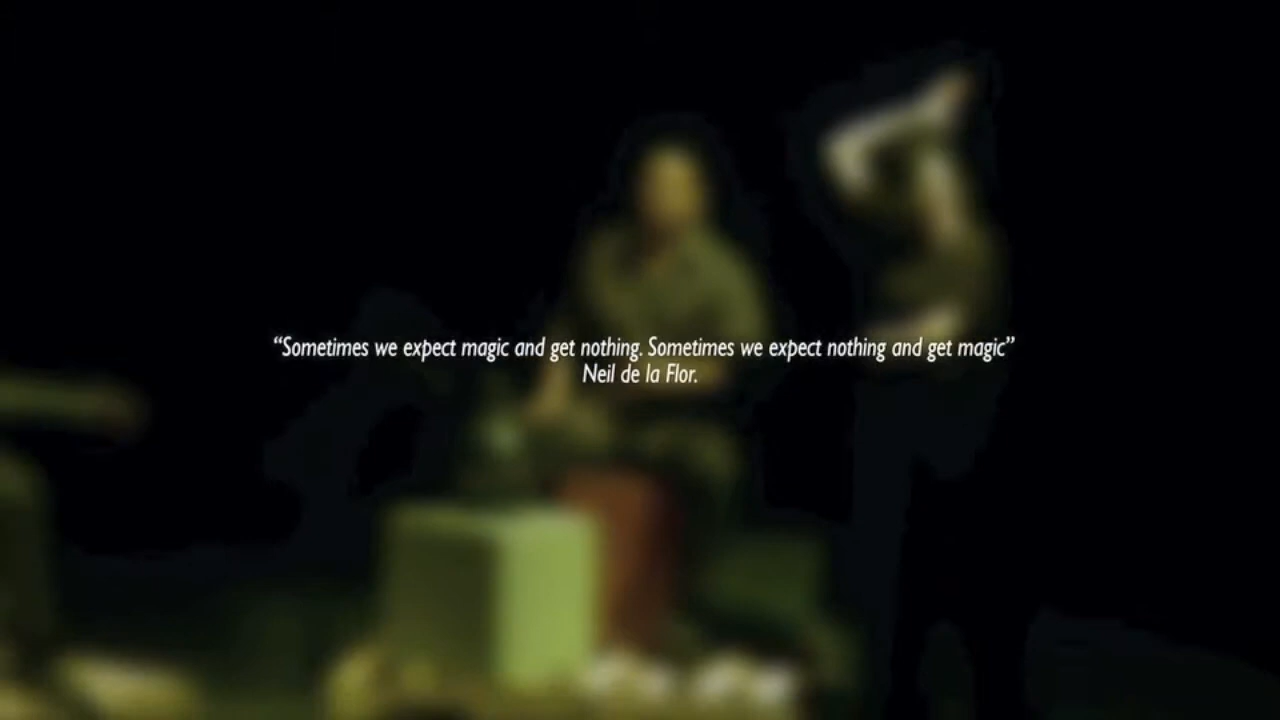 “Sometimes we expect magic and get nothing. Sometimes we expect nothing and get magic”
Neil de la Flor.